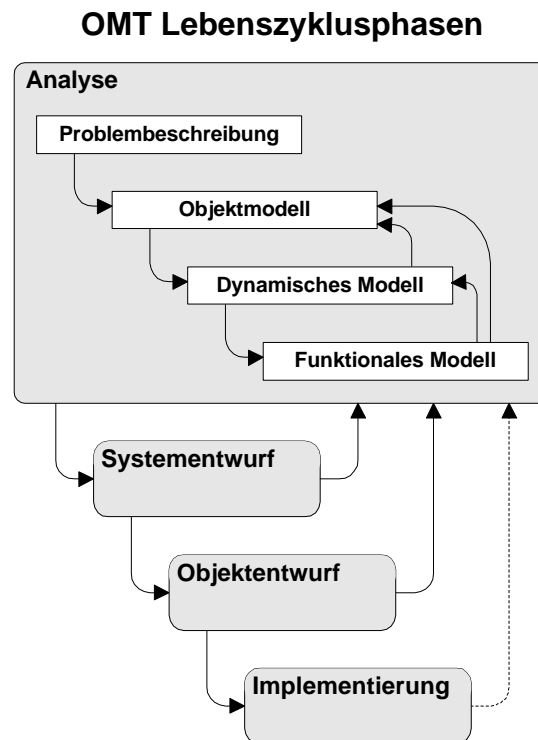 OMT Lebenszyklusphasen
Analyse
Problembeschreibung
Objektmodell
Dynamisches Modell
Funktionales Modell
Systementwurf
Objektentwurf
Implementierung